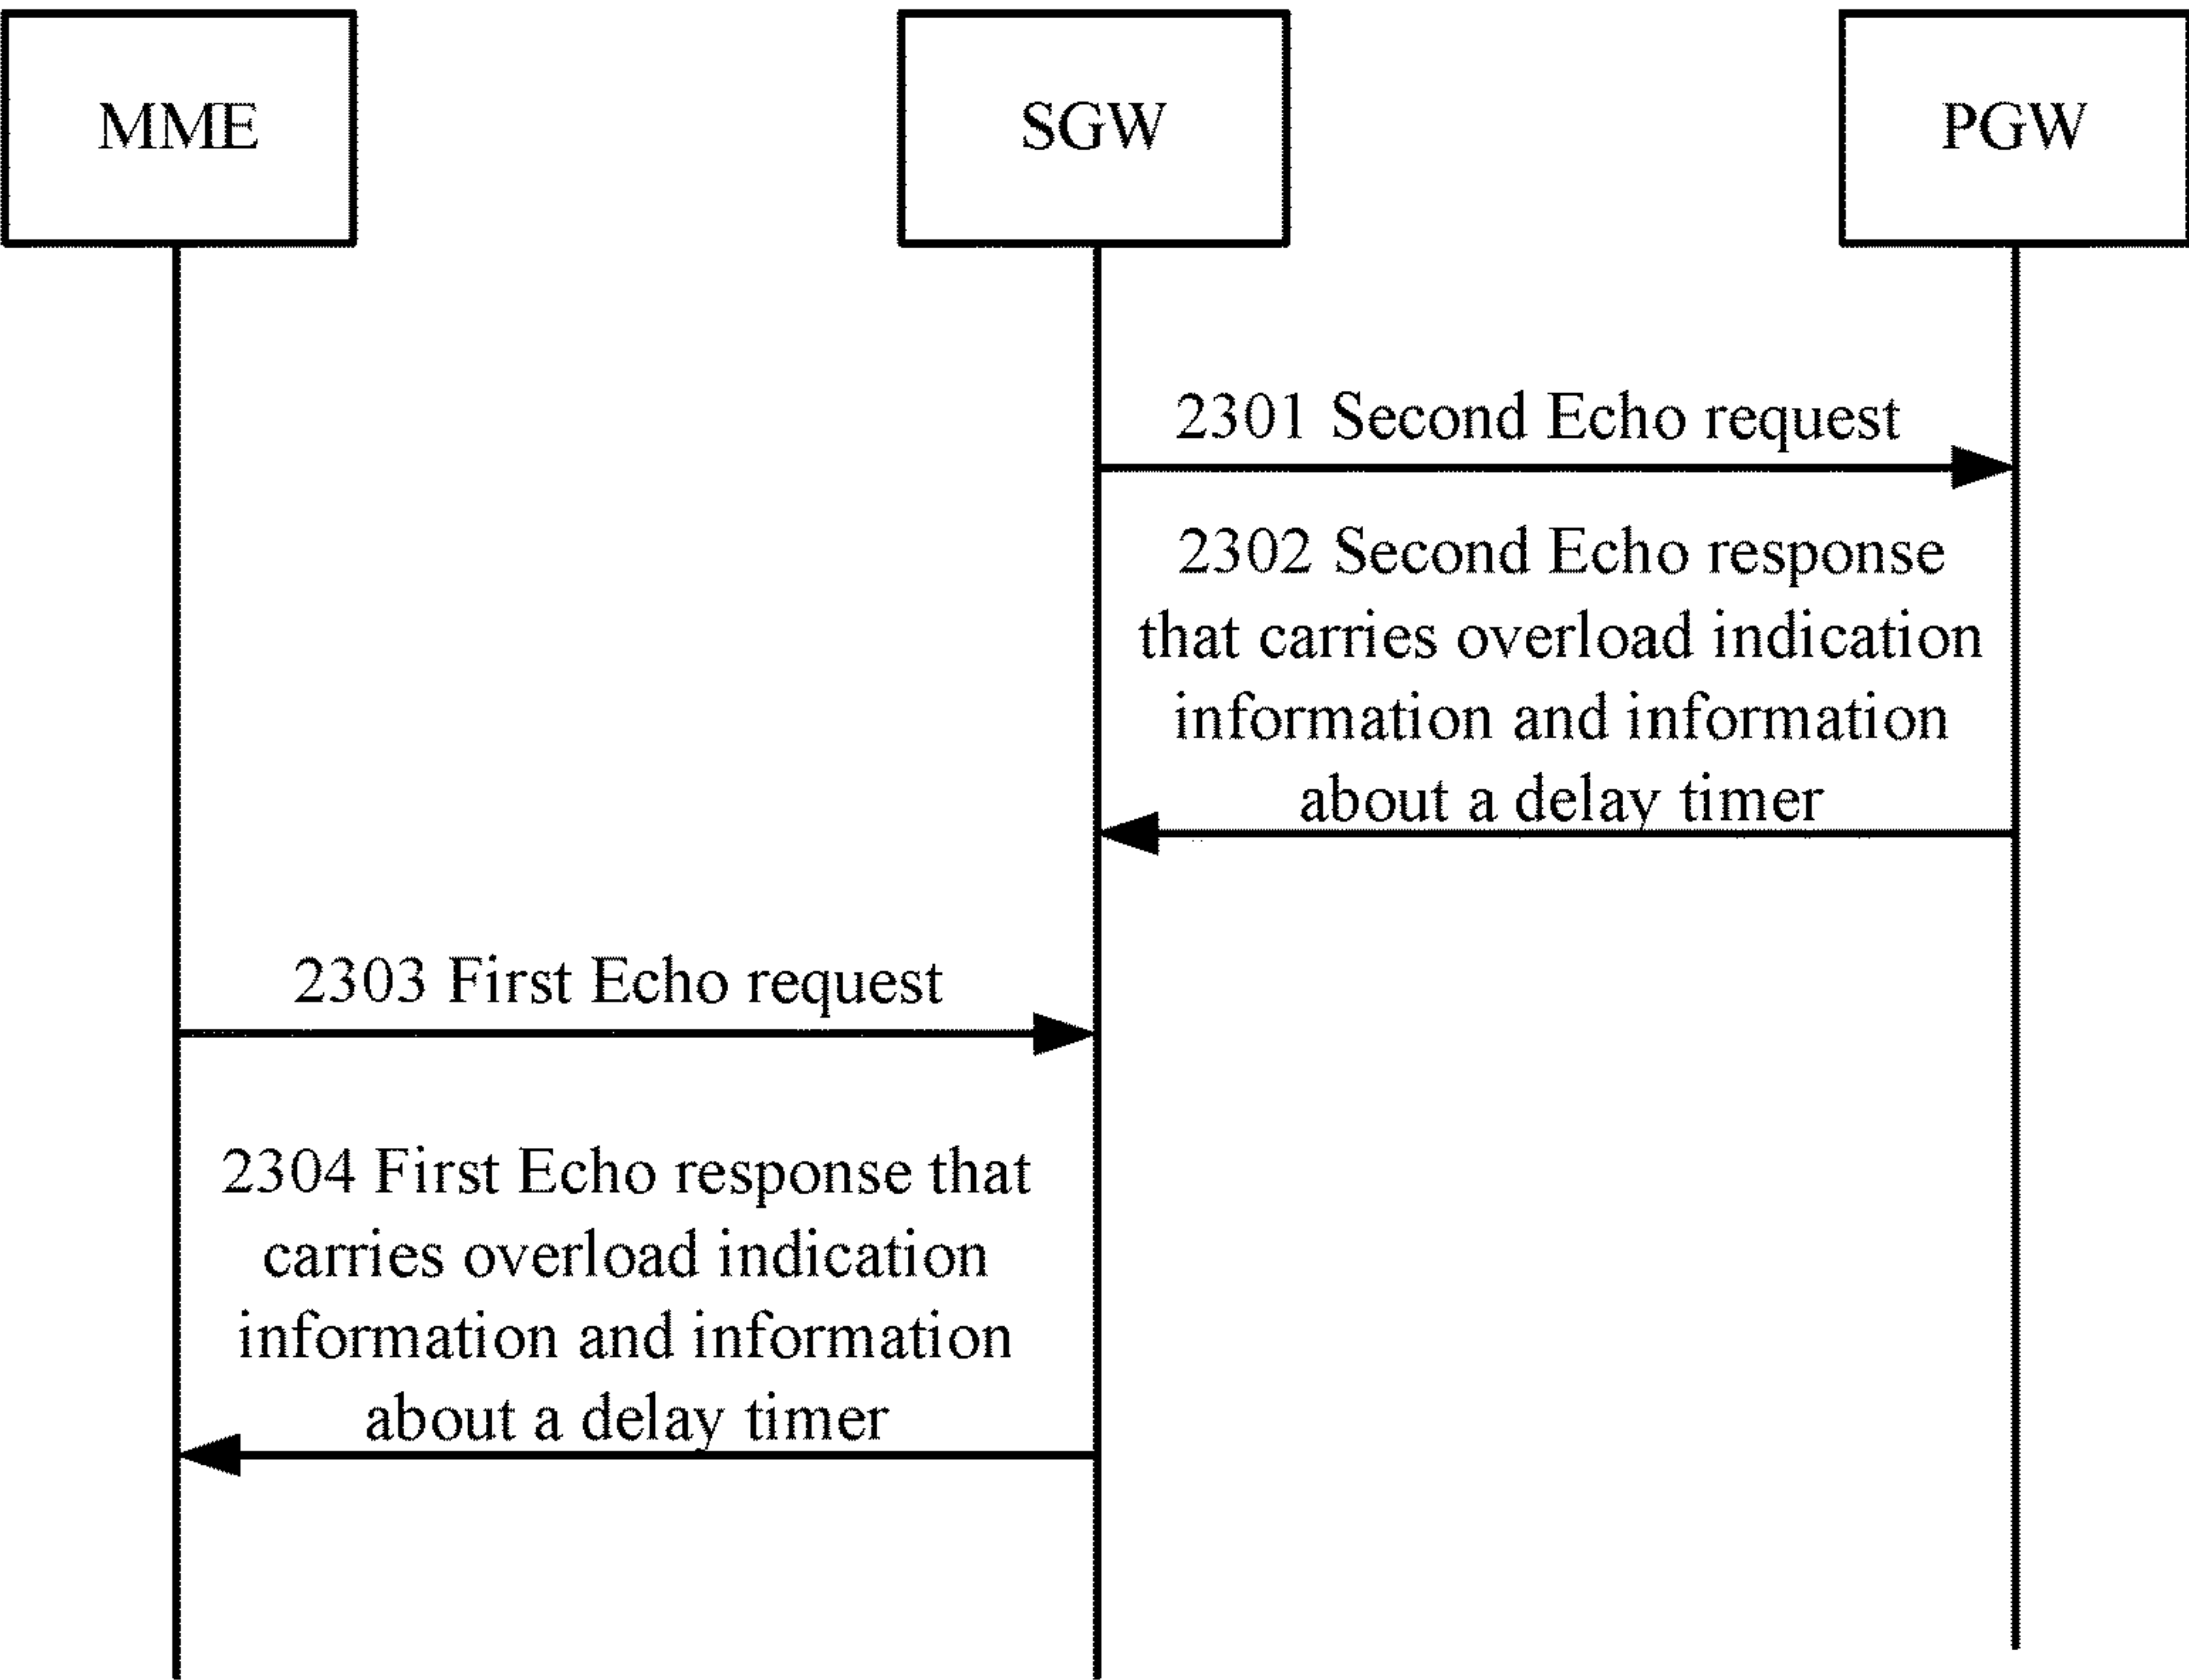 MME
SGW
PGW
2301 Second Echo request
2302 Second Echo response
that carries overload indication
information and information
about a delay timer
2303 First Echo request
2304 First Echo response that
carries overload indication
information and information
about a delay timer